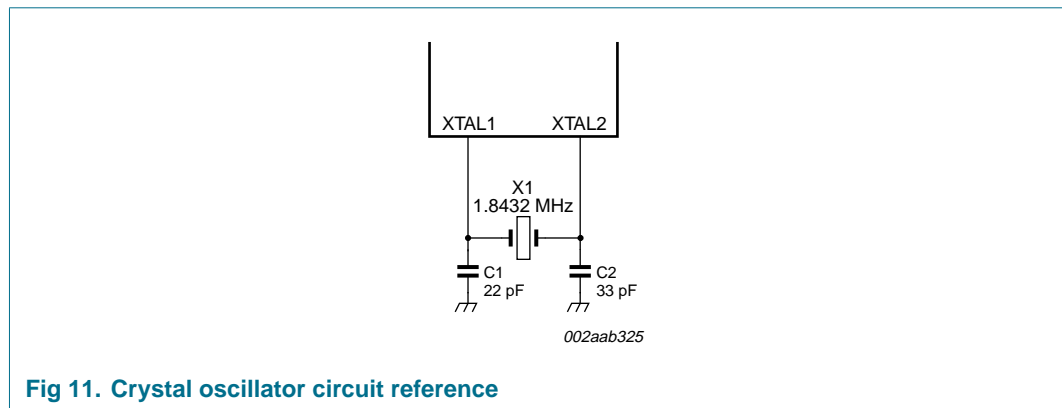 XTAL1 XTAL2
X1
1.8432 MHz
C1
22 pF
C2
33 pF
002aab325
Fig 11. Crystal oscillator circuit reference